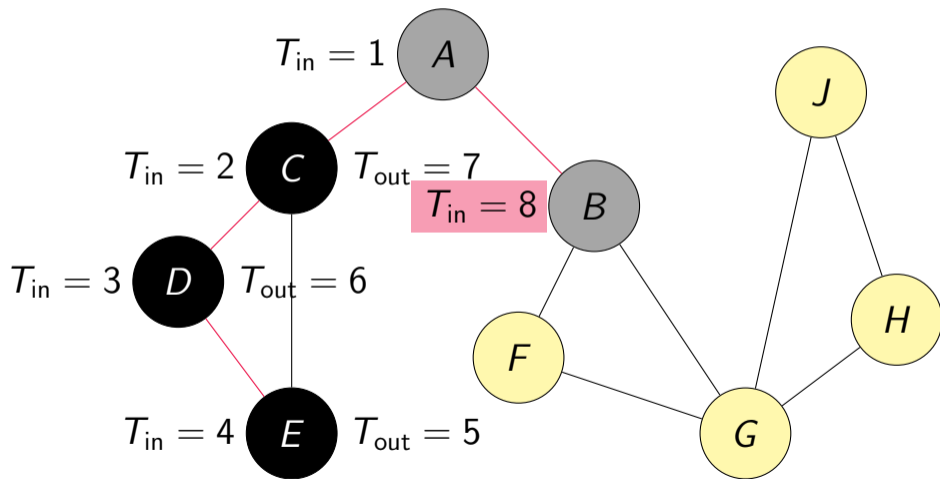 T_in = 1 A
J
T_in = 2 C T_out = 7
T_in = 8 B
T_in = 3 D T_out = 6
H
F
T_in = 4 E T_out = 5
G